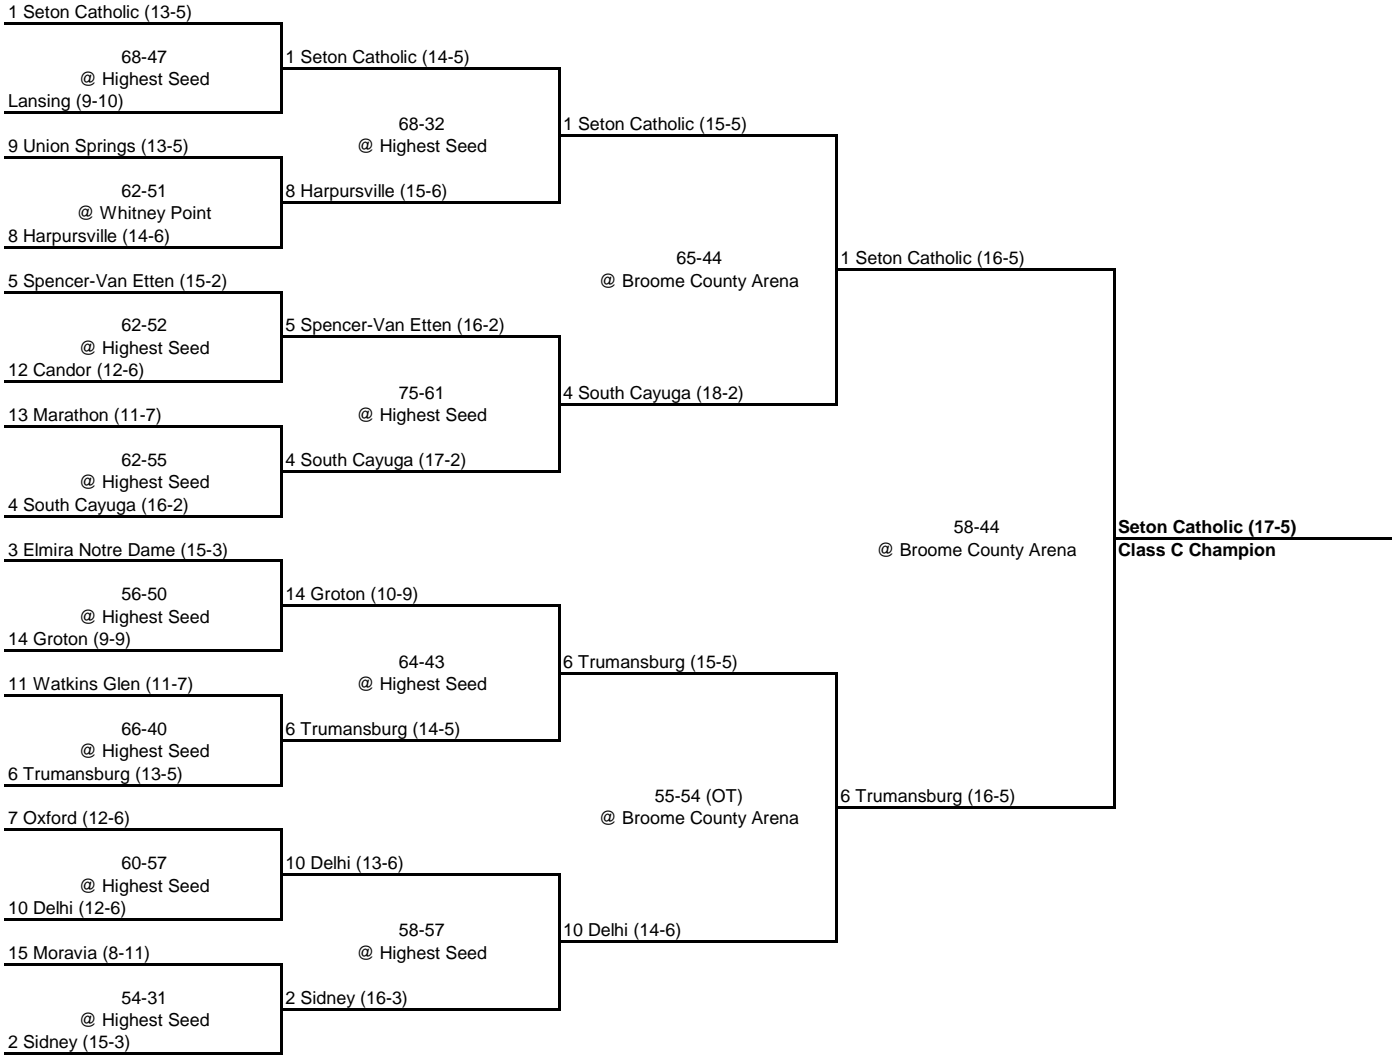 1 Seton Catholic (13-5)
68-47
@ Highest Seed
Lansing (9-10)
9 Union Springs (13-5)
62-51
@ Whitney Point
8 Harpursville (14-6)
5 Spencer-Van Etten (15-2)
62-52
@ Highest Seed
12 Candor (12-6)
13 Marathon (11-7)
62-55
@ Highest Seed
4 South Cayuga (16-2)
3 Elmira Notre Dame (15-3)
56-50
@ Highest Seed
14 Groton (9-9)
11 Watkins Glen (11-7)
66-40
@ Highest Seed
6 Trumansburg (13-5)
7 Oxford (12-6)
60-57
@ Highest Seed
10 Delhi (12-6)
15 Moravia (8-11)
54-31
@ Highest Seed
2 Sidney (15-3)
1 Seton Catholic (14-5)
68-32
@ Highest Seed
8 Harpursville (15-6)
5 Spencer-Van Etten (16-2)
75-61
@ Highest Seed
4 South Cayuga (17-2)
14 Groton (10-9)
64-43
@ Highest Seed
6 Trumansburg (14-5)
10 Delhi (13-6)
58-57
@ Highest Seed
2 Sidney (16-3)
1 Seton Catholic (15-5)
65-44
@ Broome County Arena
4 South Cayuga (18-2)
6 Trumansburg (15-5)
55-54 (OT)
@ Broome County Arena
10 Delhi (14-6)
1 Seton Catholic (16-5)
58-44
@ Broome County Arena
6 Trumansburg (16-5)
Seton Catholic (17-5)
Class C Champion